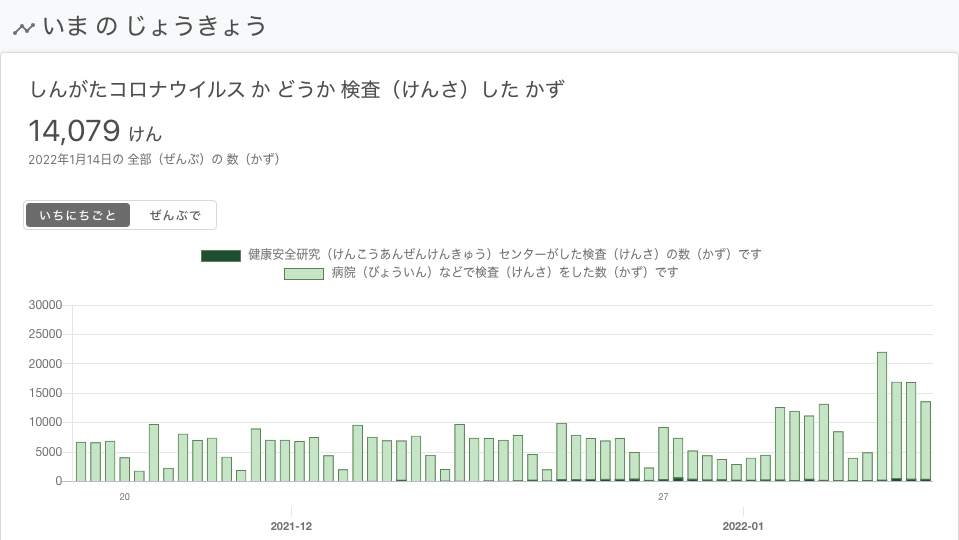 いま の じょうきょう
しんがたコロナウイルス か どうか 検査（けんさ）した かず
14,079 けん
2022年1月14日の 全部（ぜんぶ）の 数（かず）
いちにちごと ぜんぶで
健康安全研究（けんこうあんぜんけんきゅう）センターがした検査（けんさ）の数（かず）です
病院（びょういん）などで検査（けんさ）をした数（かず）です
30000
25000
20000
15000
10000
5000
0
20 27
2021-12 2022-01